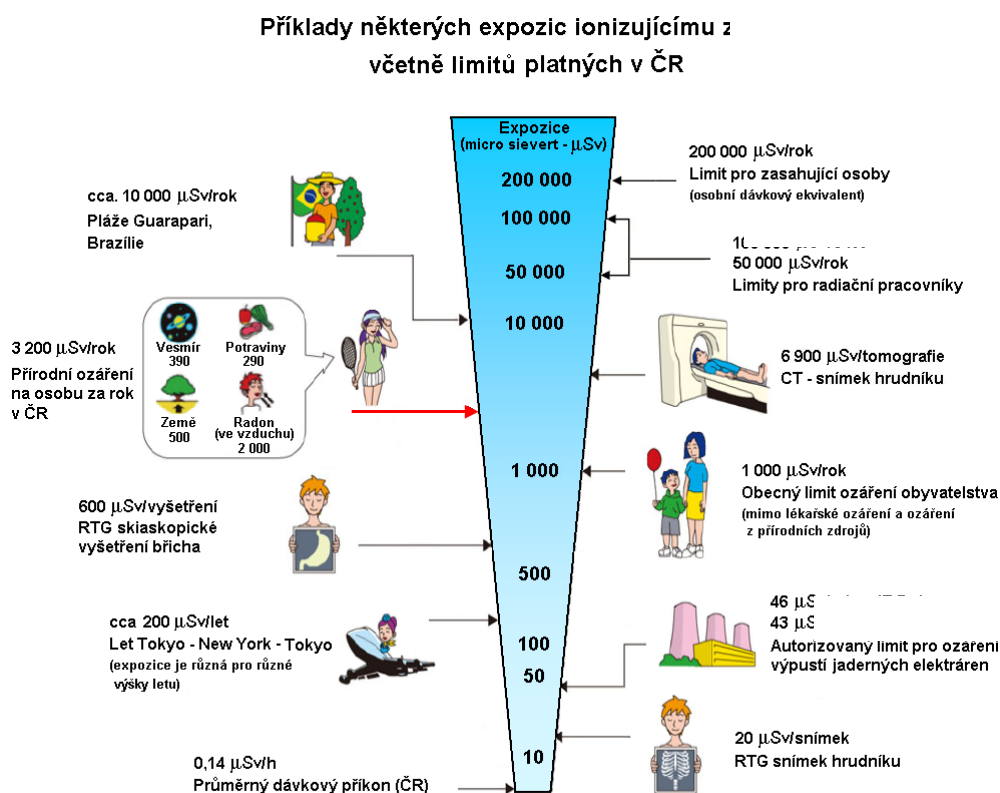 Příklady některých expozic ionizujícímu
včetně limitů platných v ČR
Expozice
(micro sievert - µSv)
200 000
100 000
50 000
10 000
1 000
500
100
50
10
cca. 10 000 µSv/rok
Pláže Guarapari,
Brazílie
3 200 µSv/rok
Přírodní ozáření
na osobu za rok
v ČR
Vesmír
390
Potraviny
290
Země
500
Radon
(ve vzduchu)
2 000
600 µSv/vyšetření
RTG skiaskopické
vyšetření břicha
cca 200 µSv/let
Let Tokyo - New York - Tokyo
(expozice je různá pro různé
výšky letu)
0,14 µSv/h
Průměrný dávkový příkon (ČR)
200 000 µSv/rok
Limit pro zasahující osoby
(osobní dávkový ekvivalent)
50 000 µSv/rok
Limity pro radiační pracovníky
6 900 µSv/tomografie
CT - snímek hrudníku
1 000 µSv/rok
Obecný limit ozáření obyvatelstva
(mimo lékařské ozáření a ozáření
z přírodních zdrojů)
46 µS
43 µS
Autorizovaný limit pro ozáření
výpustí jaderných elektráren
20 µSv/snímek
RTG snímek hrudníku